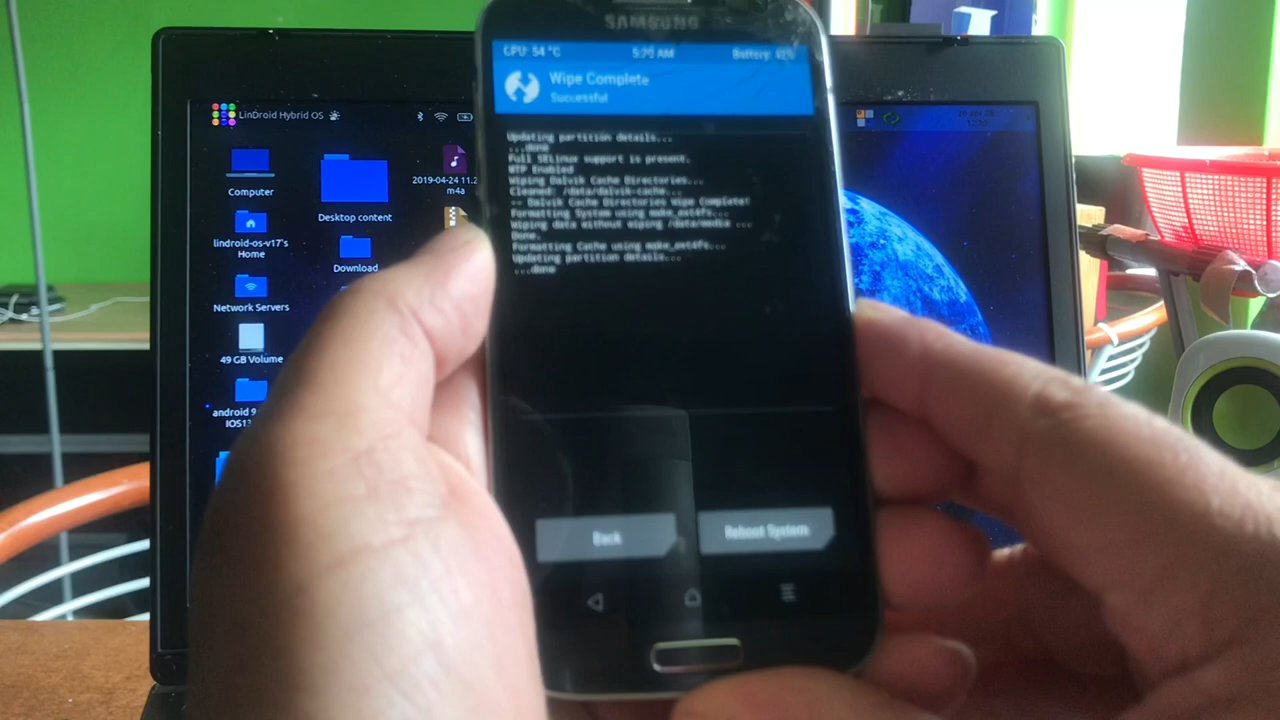 SAMSUNG
CPU: 54 °C
5:20 AM
Wipe Complete
Successful
Updating partition details...
...done
Full SELinux support is present.
MTP Enabled
Wiping Dalvik Cache Directories...
Cleaned: /data/dalvik-cache...
-- Dalvik Cache Directories Wipe Complete!
Formatting System using make_ext4fs...
Wiping data without wiping /data/media ...
Done.
Formatting Cache using make_ext4fs...
Updating partition details...
...done
Back
Reboot System
LinDroid Hybrid OS
Computer
Desktop content
2019-04-24 11.2
m4a
lindroid-os-v17's
Home
Download
Network Servers
49 GB Volume
android 9